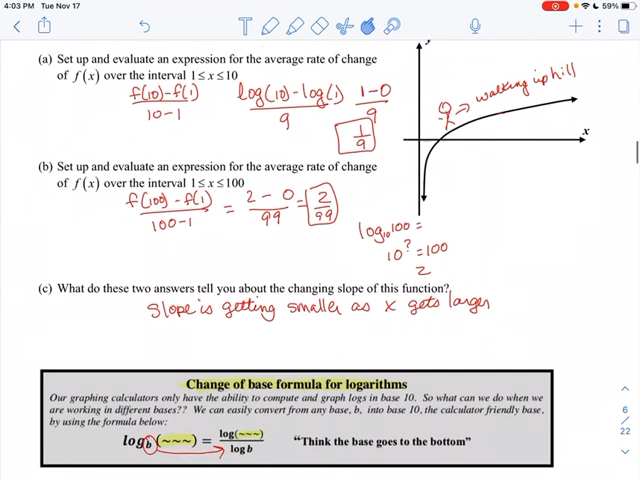 4:03 PM Tue Nov 17
59%
(a) Set up and evaluate an expression for the average rate of change
of f(x) over the interval 1 ≤ x ≤ 10
f(10)-f(1)
10-1
log(10)-log(1)
9
1-0
9
1
9
y
walking up hill
x
(b) Set up and evaluate an expression for the average rate of change
of f(x) over the interval 1 ≤ x ≤ 100
f(100)-f(1)
100-1
= 2-0
99
= 2
99
log₁₀100 =
10^? = 100
2
(c) What do these two answers tell you about the changing slope of this function?
Slope is getting smaller as x gets larger
Change of base formula for logarithms
Our graphing calculators only have the ability to compute and graph logs in base 10. So what can we do when we
are working in different bases?? We can easily convert from any base, b, into base 10, the calculator friendly base,
by using the formula below:
log_b(~~~) = log(~~~)
log b
“Think the base goes to the bottom”
6
22